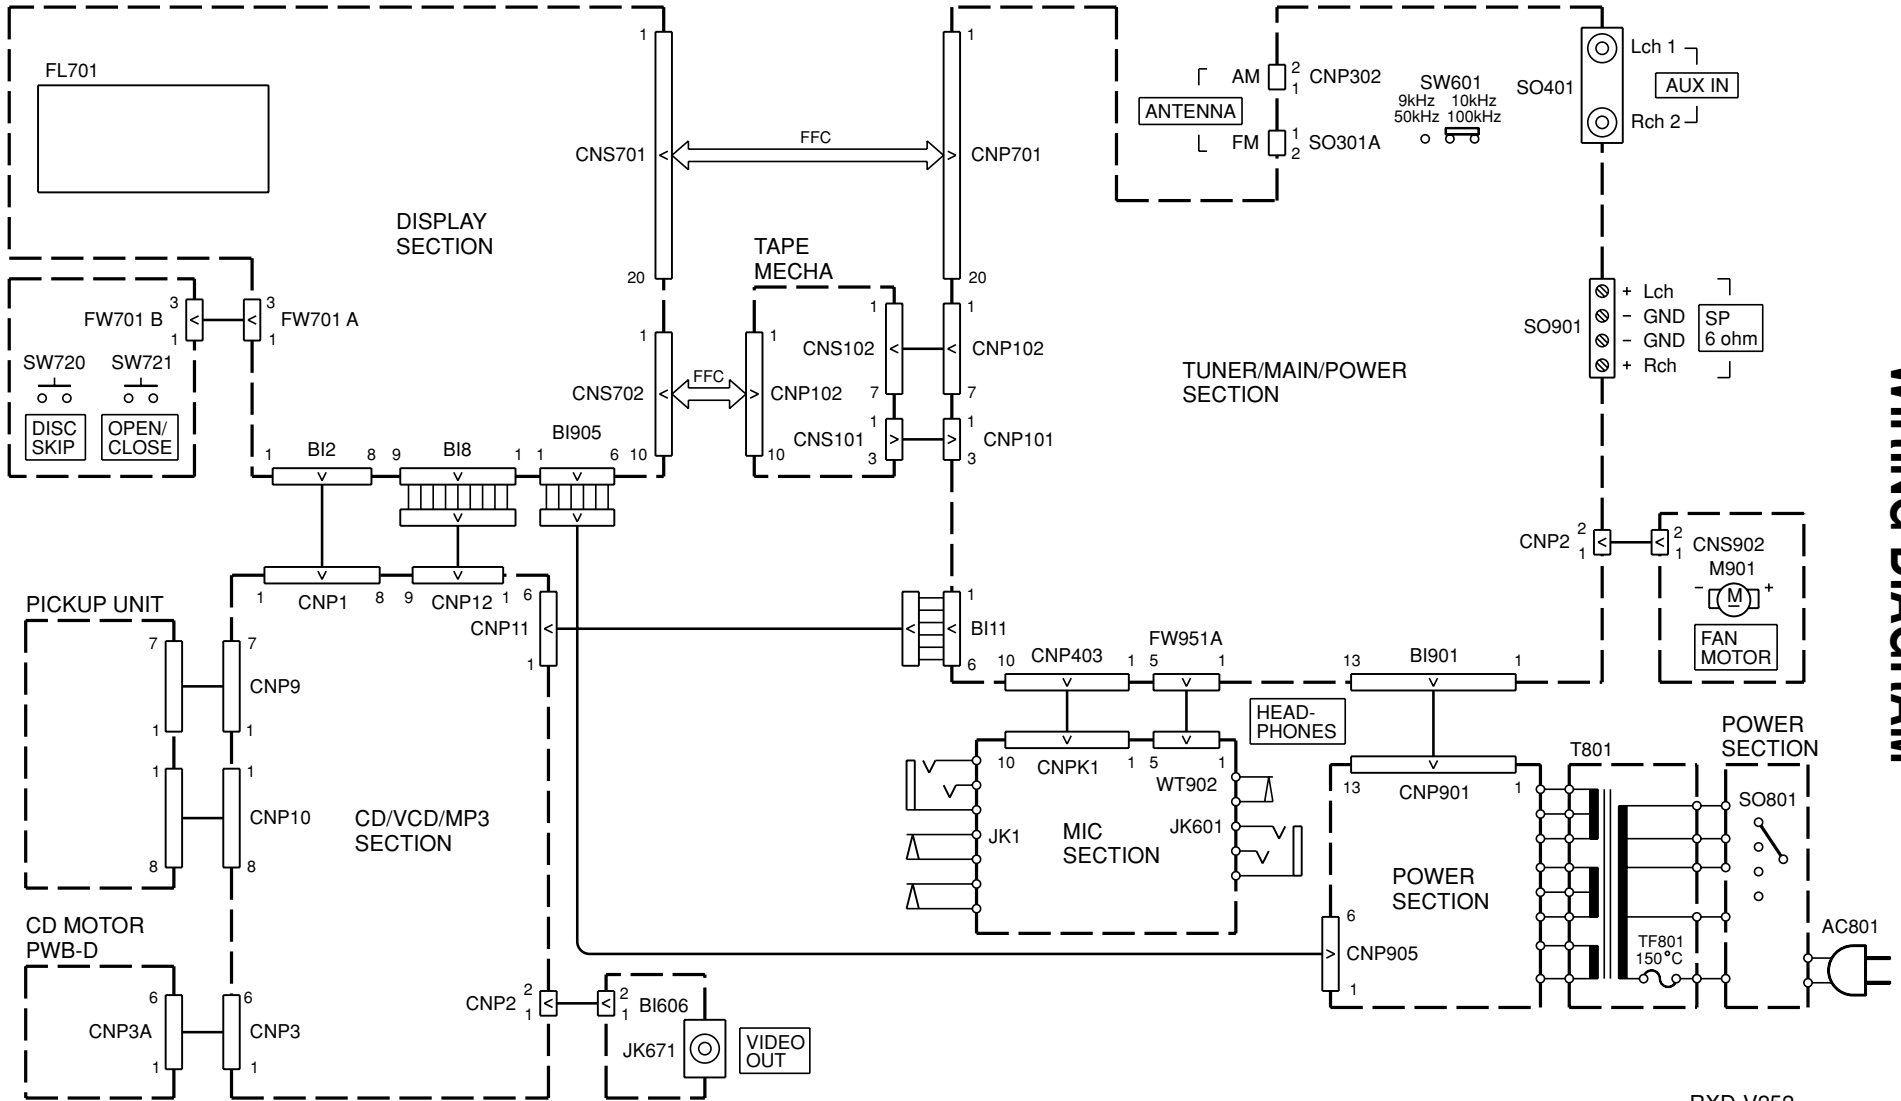 FL701
DISPLAY
SECTION
1
CNS701
20
FFC
1
CNP701
20
AM
2
1
CNP302
ANTENNA
FM
1
2
SO301A
SW601
9kHz 10kHz
50kHz 100kHz
SO401
Lch 1
AUX IN
Rch 2
TAPE
MECHA
3
FW701 B
1
3
FW701 A
1
SW720 SW721
DISC
SKIP
OPEN/
CLOSE
1
CNS702
10
FFC
1
CNP102
10
1
CNS102
7
1
CNP102
7
1
CNS101
3
1
CNP101
3
TUNER/MAIN/POWER
SECTION
SO901
+ Lch
− GND
− GND
+ Rch
SP
6 ohm
1 BI2 8
9 BI8 1
BI905
1 6
CNP2
2
1
2
1
CNS902
M901
− M +
FAN
MOTOR
WIRING DIAGRAM
1 CNP1 8
9 CNP12 1
6
CNP11
1
1
BI11
6
PICKUP UNIT
7
1
7
CNP9
1
1
8
1
CNP10
8
CD/VCD/MP3
SECTION
10 CNP403 1
FW951A
5 1
13 BI901 1
HEAD-
PHONES
10 CNPK1 1
5 1
WT902
JK1
MIC
SECTION
JK601
13 CNP901 1
POWER
SECTION
6
CNP905
1
T801
TF801
150°C
POWER
SECTION
SO801
AC801
CD MOTOR
PWB-D
6
CNP3A
1
6
CNP3
1
CNP2
2
1
2
1
BI606
JK671
VIDEO
OUT